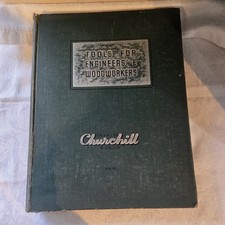 TOOLS FOR
ENGINEERS &
WOODWORKERS
Churchill